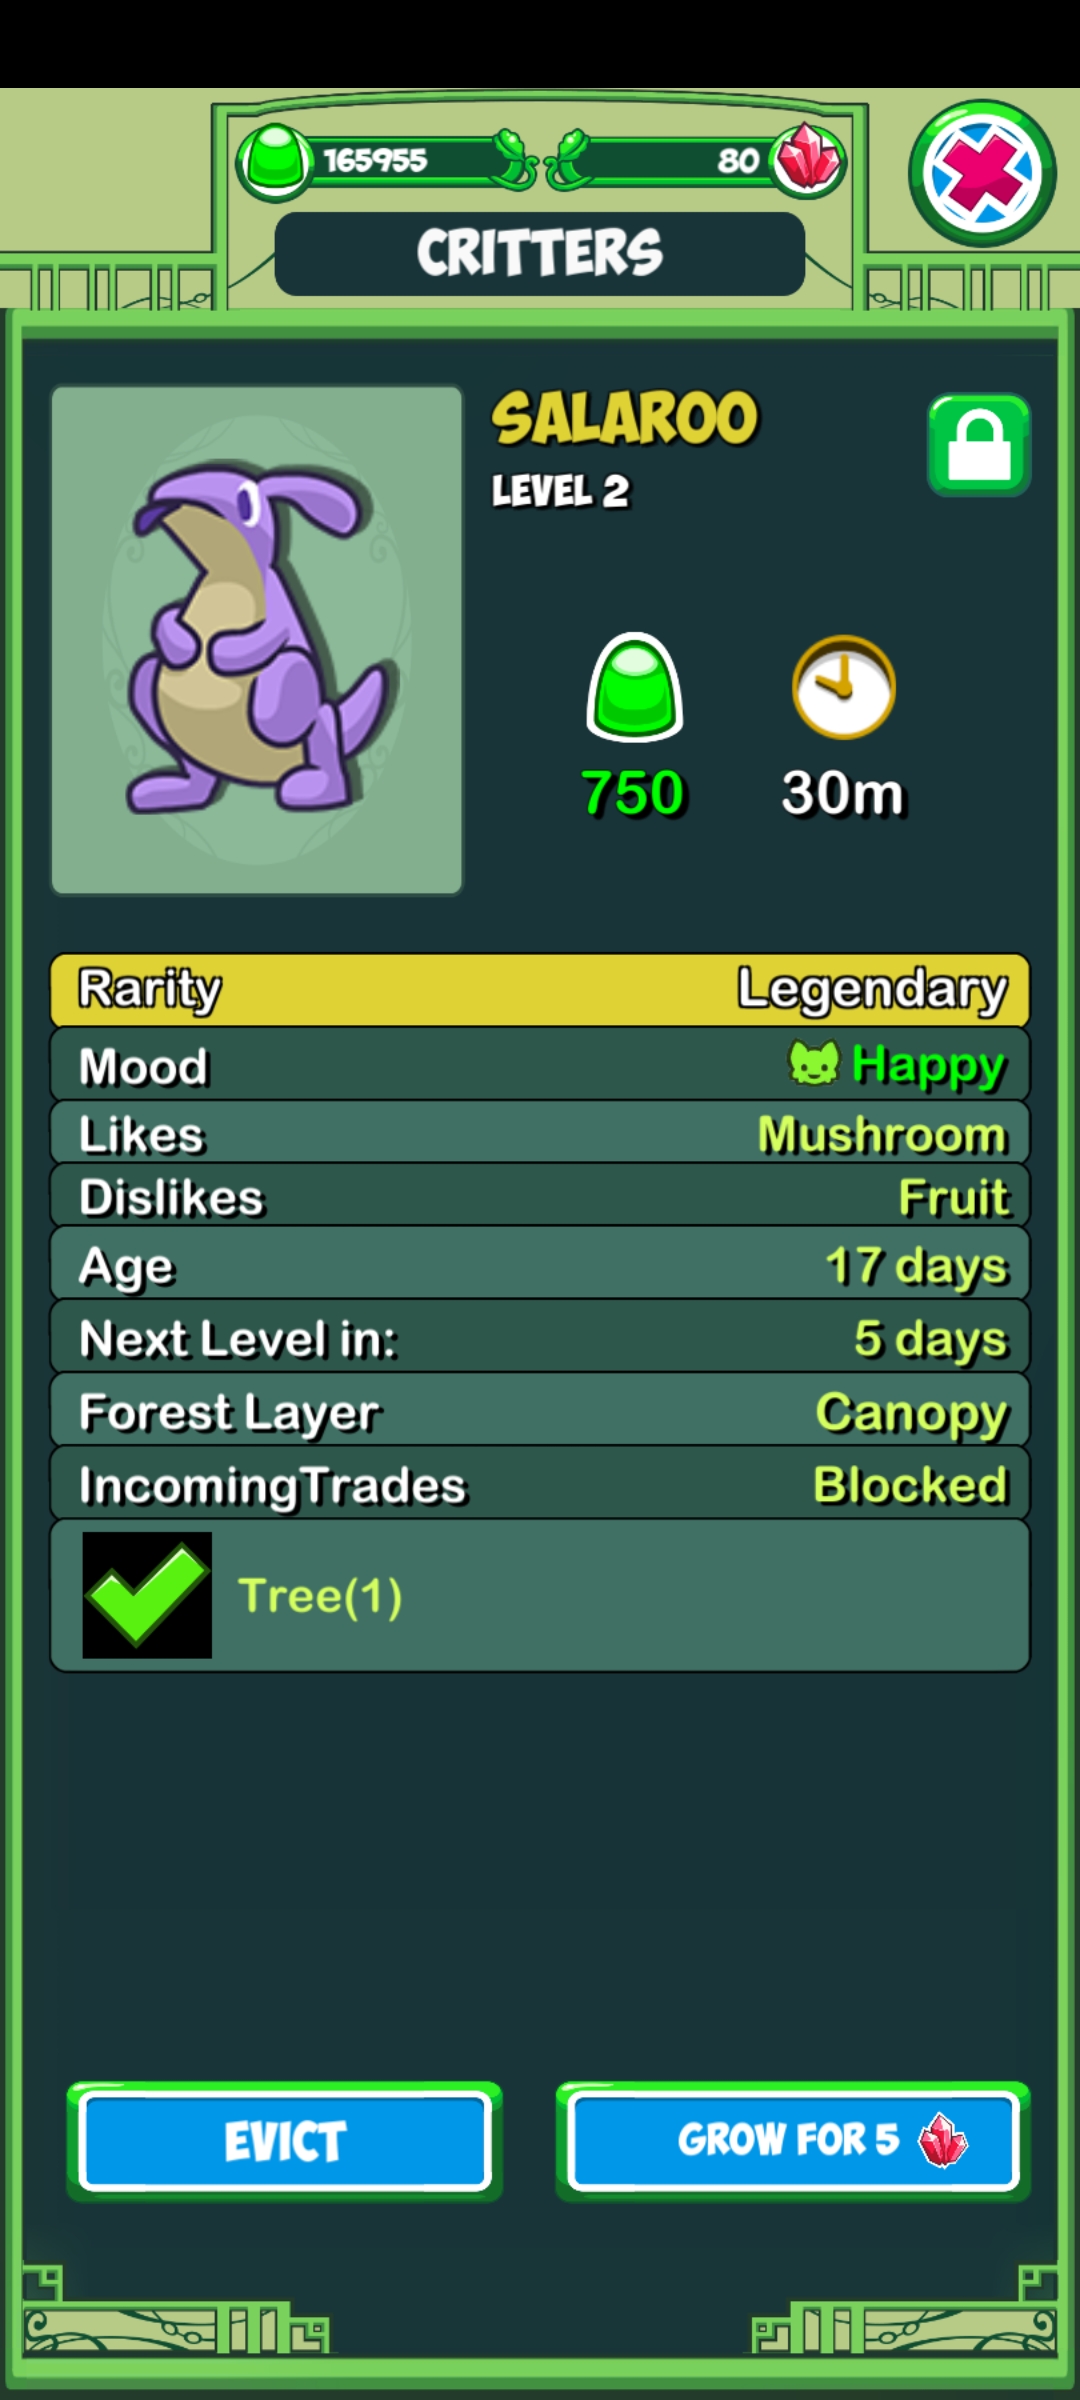 165955 80
CRITTERS
SALAROO
LEVEL 2
750 30m
Rarity Legendary
Mood Happy
Likes Mushroom
Dislikes Fruit
Age 17 days
Next Level in: 5 days
Forest Layer Canopy
IncomingTrades Blocked
Tree(1)
EVICT GROW FOR 5